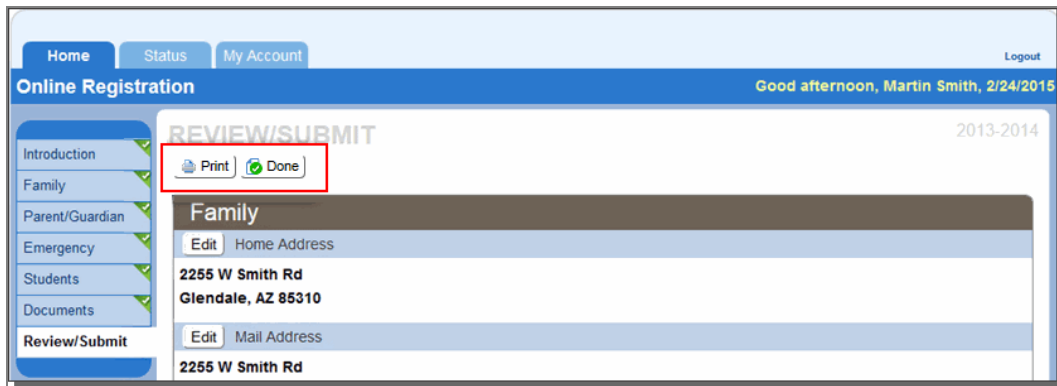 Home Status My Account Logout
Online Registration Good afternoon, Martin Smith, 2/24/2015
REVIEW/SUBMIT 2013-2014
Print Done
Introduction
Family
Parent/Guardian
Emergency
Students
Documents
Review/Submit
Family
Edit Home Address
2255 W Smith Rd
Glendale, AZ 85310
Edit Mail Address
2255 W Smith Rd